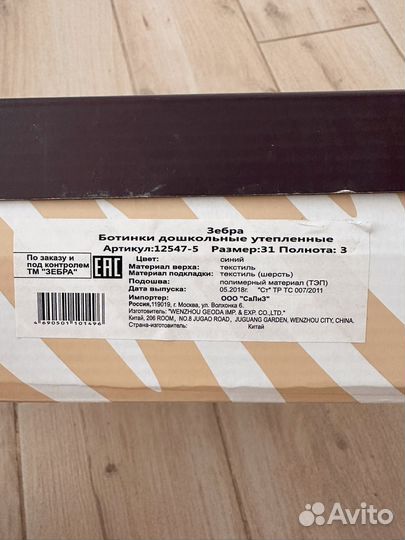 Зебра
Ботинки дошкольные утепленные
Артикул:12547-5 Размер:31 Полнота: 3
По заказу и
под контролем
ТМ "ЗЕБРА"
EAC
Цвет: синий
Материал верха: текстиль
Материал подкладки: текстиль (шерсть)
Подошва: полимерный материал (ТЭП)
Дата выпуска: 05.2018г. "Ст" ТР ТС 007/2011
Импортер: ООО "СаЛиЗ"
Россия,119019, г. Москва, ул. Волхонка 6.
Изготовитель: "WENZHOU GEODA IMP. & EXP. CO.,LTD."
Китай, 206 ROOM, NO.8 JUGAO ROAD, JUGUANG GARDEN, WENZHOU CITY, CHINA.
Страна-изготовитель: Китай
4 690501 101496
Avito